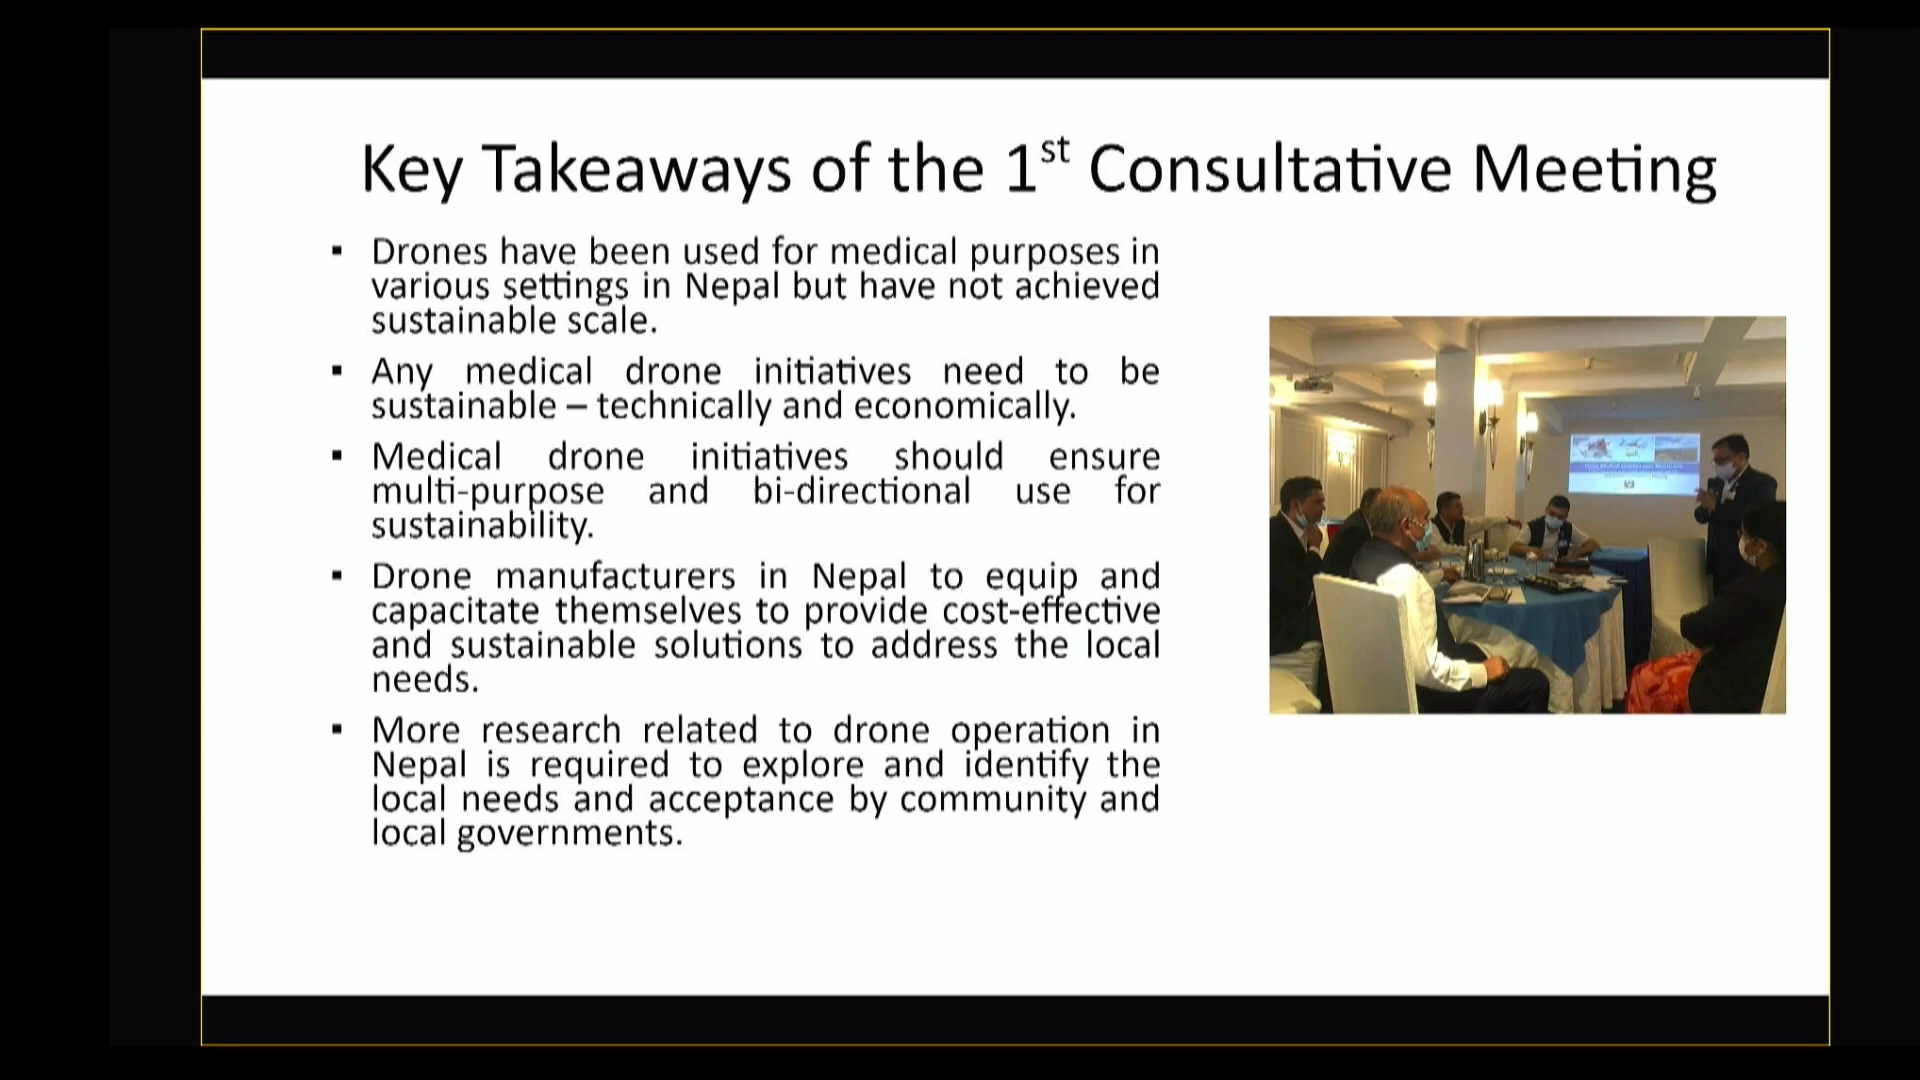 Key Takeaways of the 1st Consultative Meeting
▪ Drones have been used for medical purposes in
various settings in Nepal but have not achieved
sustainable scale.
▪ Any medical drone initiatives need to be
sustainable – technically and economically.
▪ Medical drone initiatives should ensure
multi-purpose and bi-directional use for
sustainability.
▪ Drone manufacturers in Nepal to equip and
capacitate themselves to provide cost-effective
and sustainable solutions to address the local
needs.
▪ More research related to drone operation in
Nepal is required to explore and identify the
local needs and acceptance by community and
local governments.